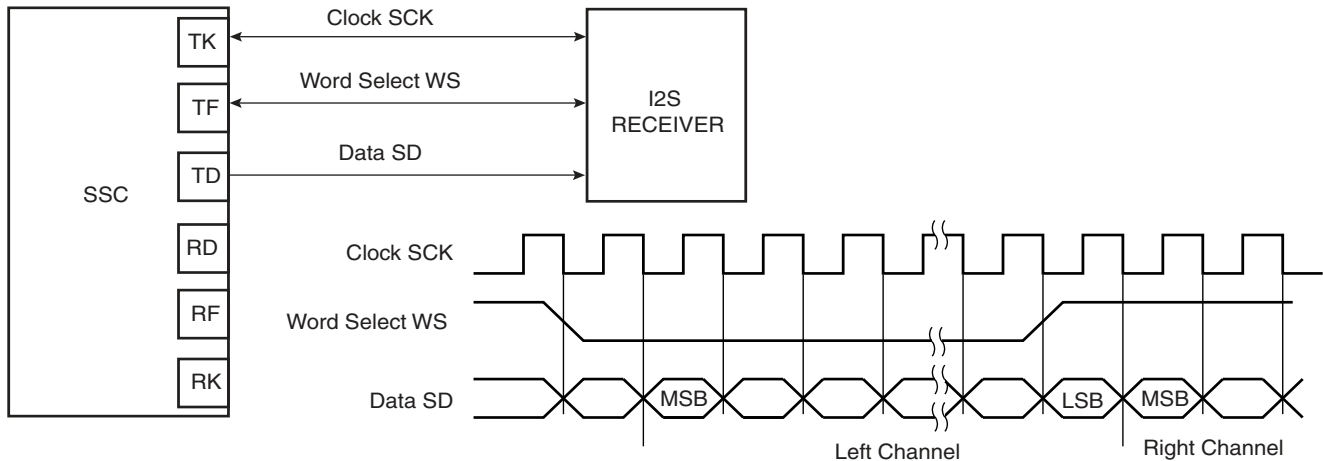 Clock SCK
TK
Word Select WS
TF
I2S
RECEIVER
Data SD
TD
SSC
RD
RF
RK
Clock SCK
Word Select WS
Data SD
MSB
LSB
MSB
Left Channel
Right Channel